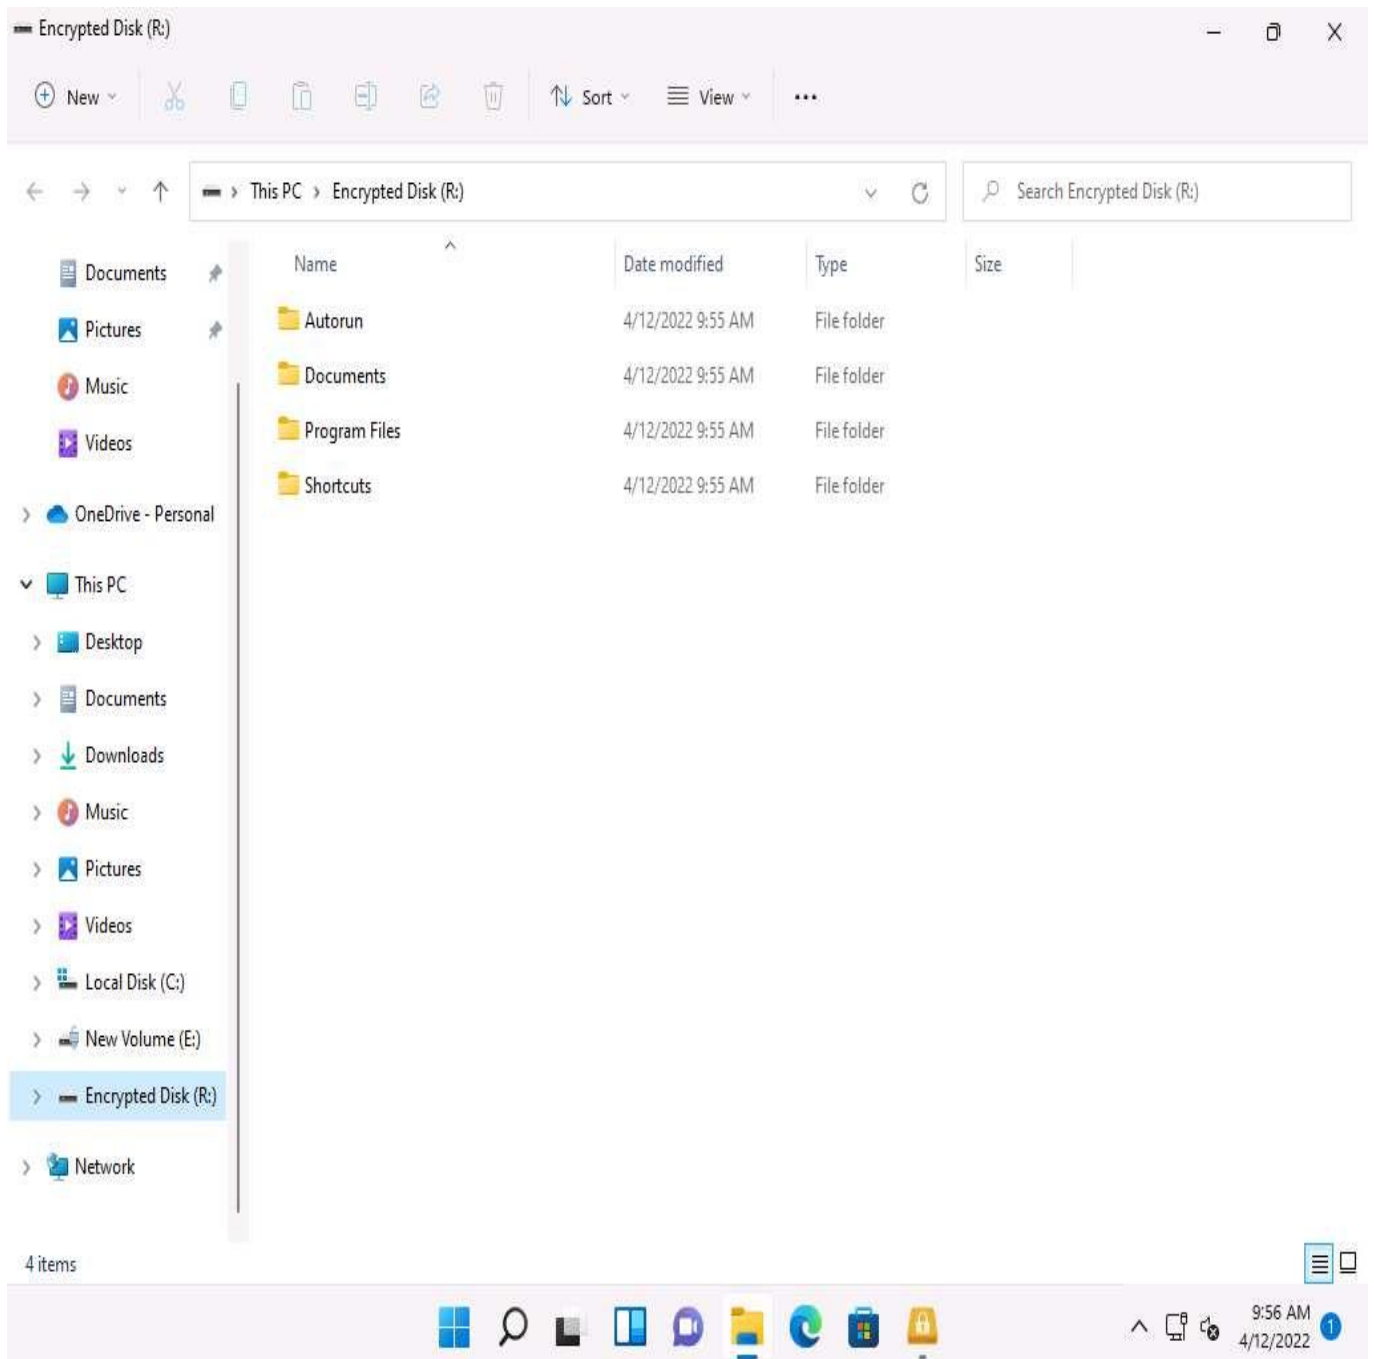 Encrypted Disk (R:)
New
Sort
View
This PC > Encrypted Disk (R:)
Search Encrypted Disk (R:)
Name Date modified Type Size
Autorun 4/12/2022 9:55 AM File folder
Documents 4/12/2022 9:55 AM File folder
Program Files 4/12/2022 9:55 AM File folder
Shortcuts 4/12/2022 9:55 AM File folder
Documents
Pictures
Music
Videos
OneDrive - Personal
This PC
Desktop
Documents
Downloads
Music
Pictures
Videos
Local Disk (C:)
New Volume (E:)
Encrypted Disk (R:)
Network
4 items
9:56 AM
4/12/2022
1